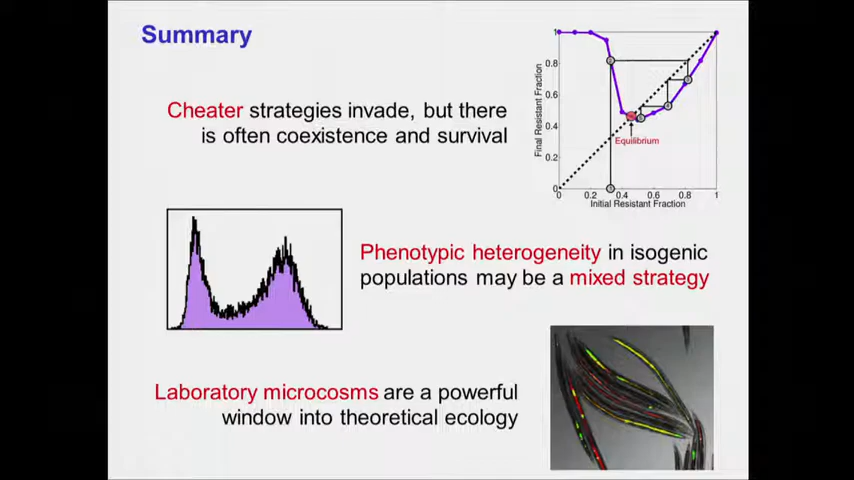 Summary
Cheater strategies invade, but there
is often coexistence and survival
Final Resistant Fraction
1
0.8
0.6
0.4
0.2
0
Equilibrium
0 0.2 0.4 0.6 0.8 1
Initial Resistant Fraction
Phenotypic heterogeneity in isogenic
populations may be a mixed strategy
Laboratory microcosms are a powerful
window into theoretical ecology